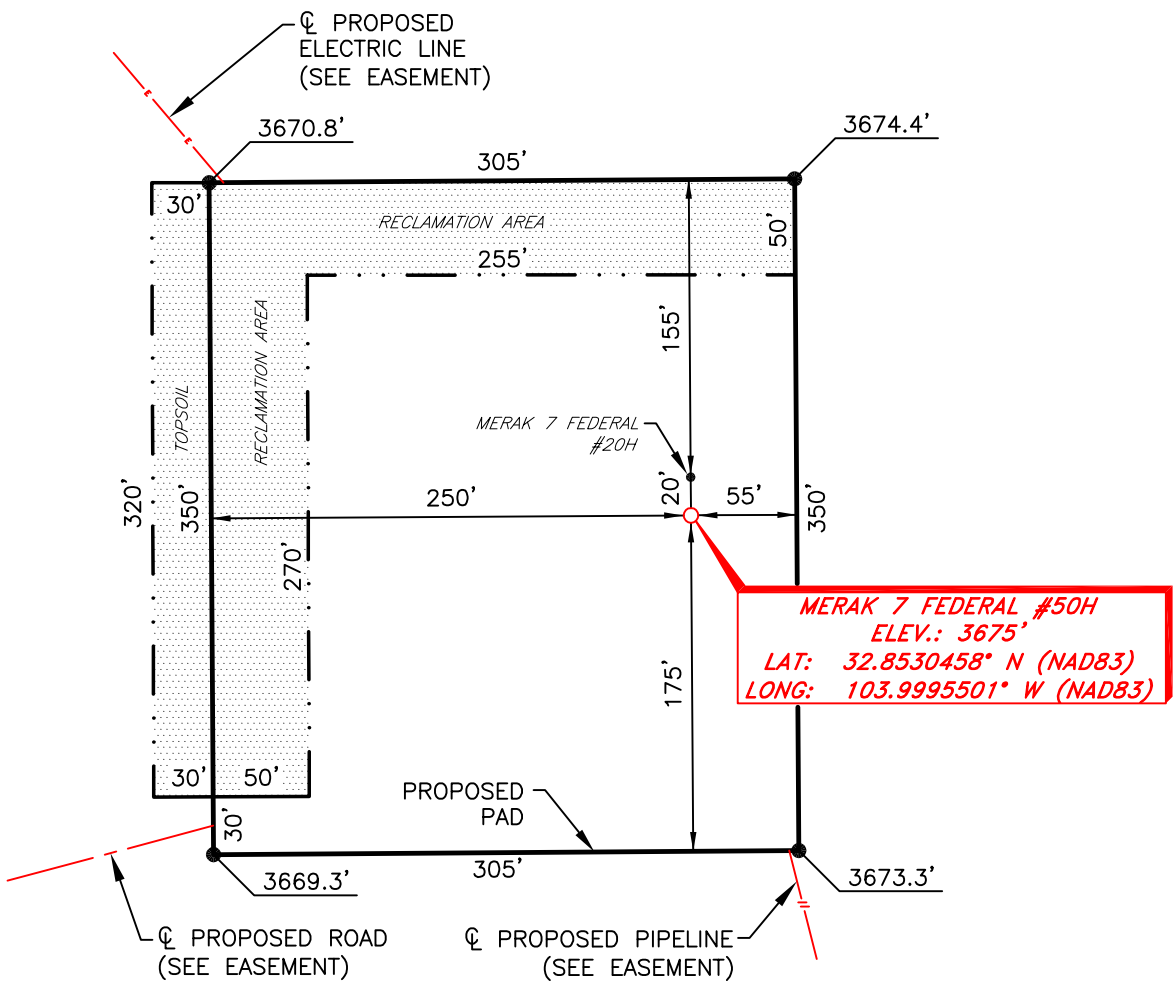 ℄ PROPOSED
ELECTRIC LINE
(SEE EASEMENT)
E
E
3670.8'
3674.4'
305'
30'
RECLAMATION AREA
50'
255'
155'
RECLAMATION AREA
TOPSOIL
MERAK 7 FEDERAL
#20H
320'
350'
250'
20'
55'
350'
270'
MERAK 7 FEDERAL #50H
ELEV.: 3675'
LAT: 32.8530458° N (NAD83)
LONG: 103.9995501° W (NAD83)
175'
30'
50'
PROPOSED
PAD
30'
305'
3669.3'
3673.3'
℄ PROPOSED ROAD
(SEE EASEMENT)
℄ PROPOSED PIPELINE
(SEE EASEMENT)